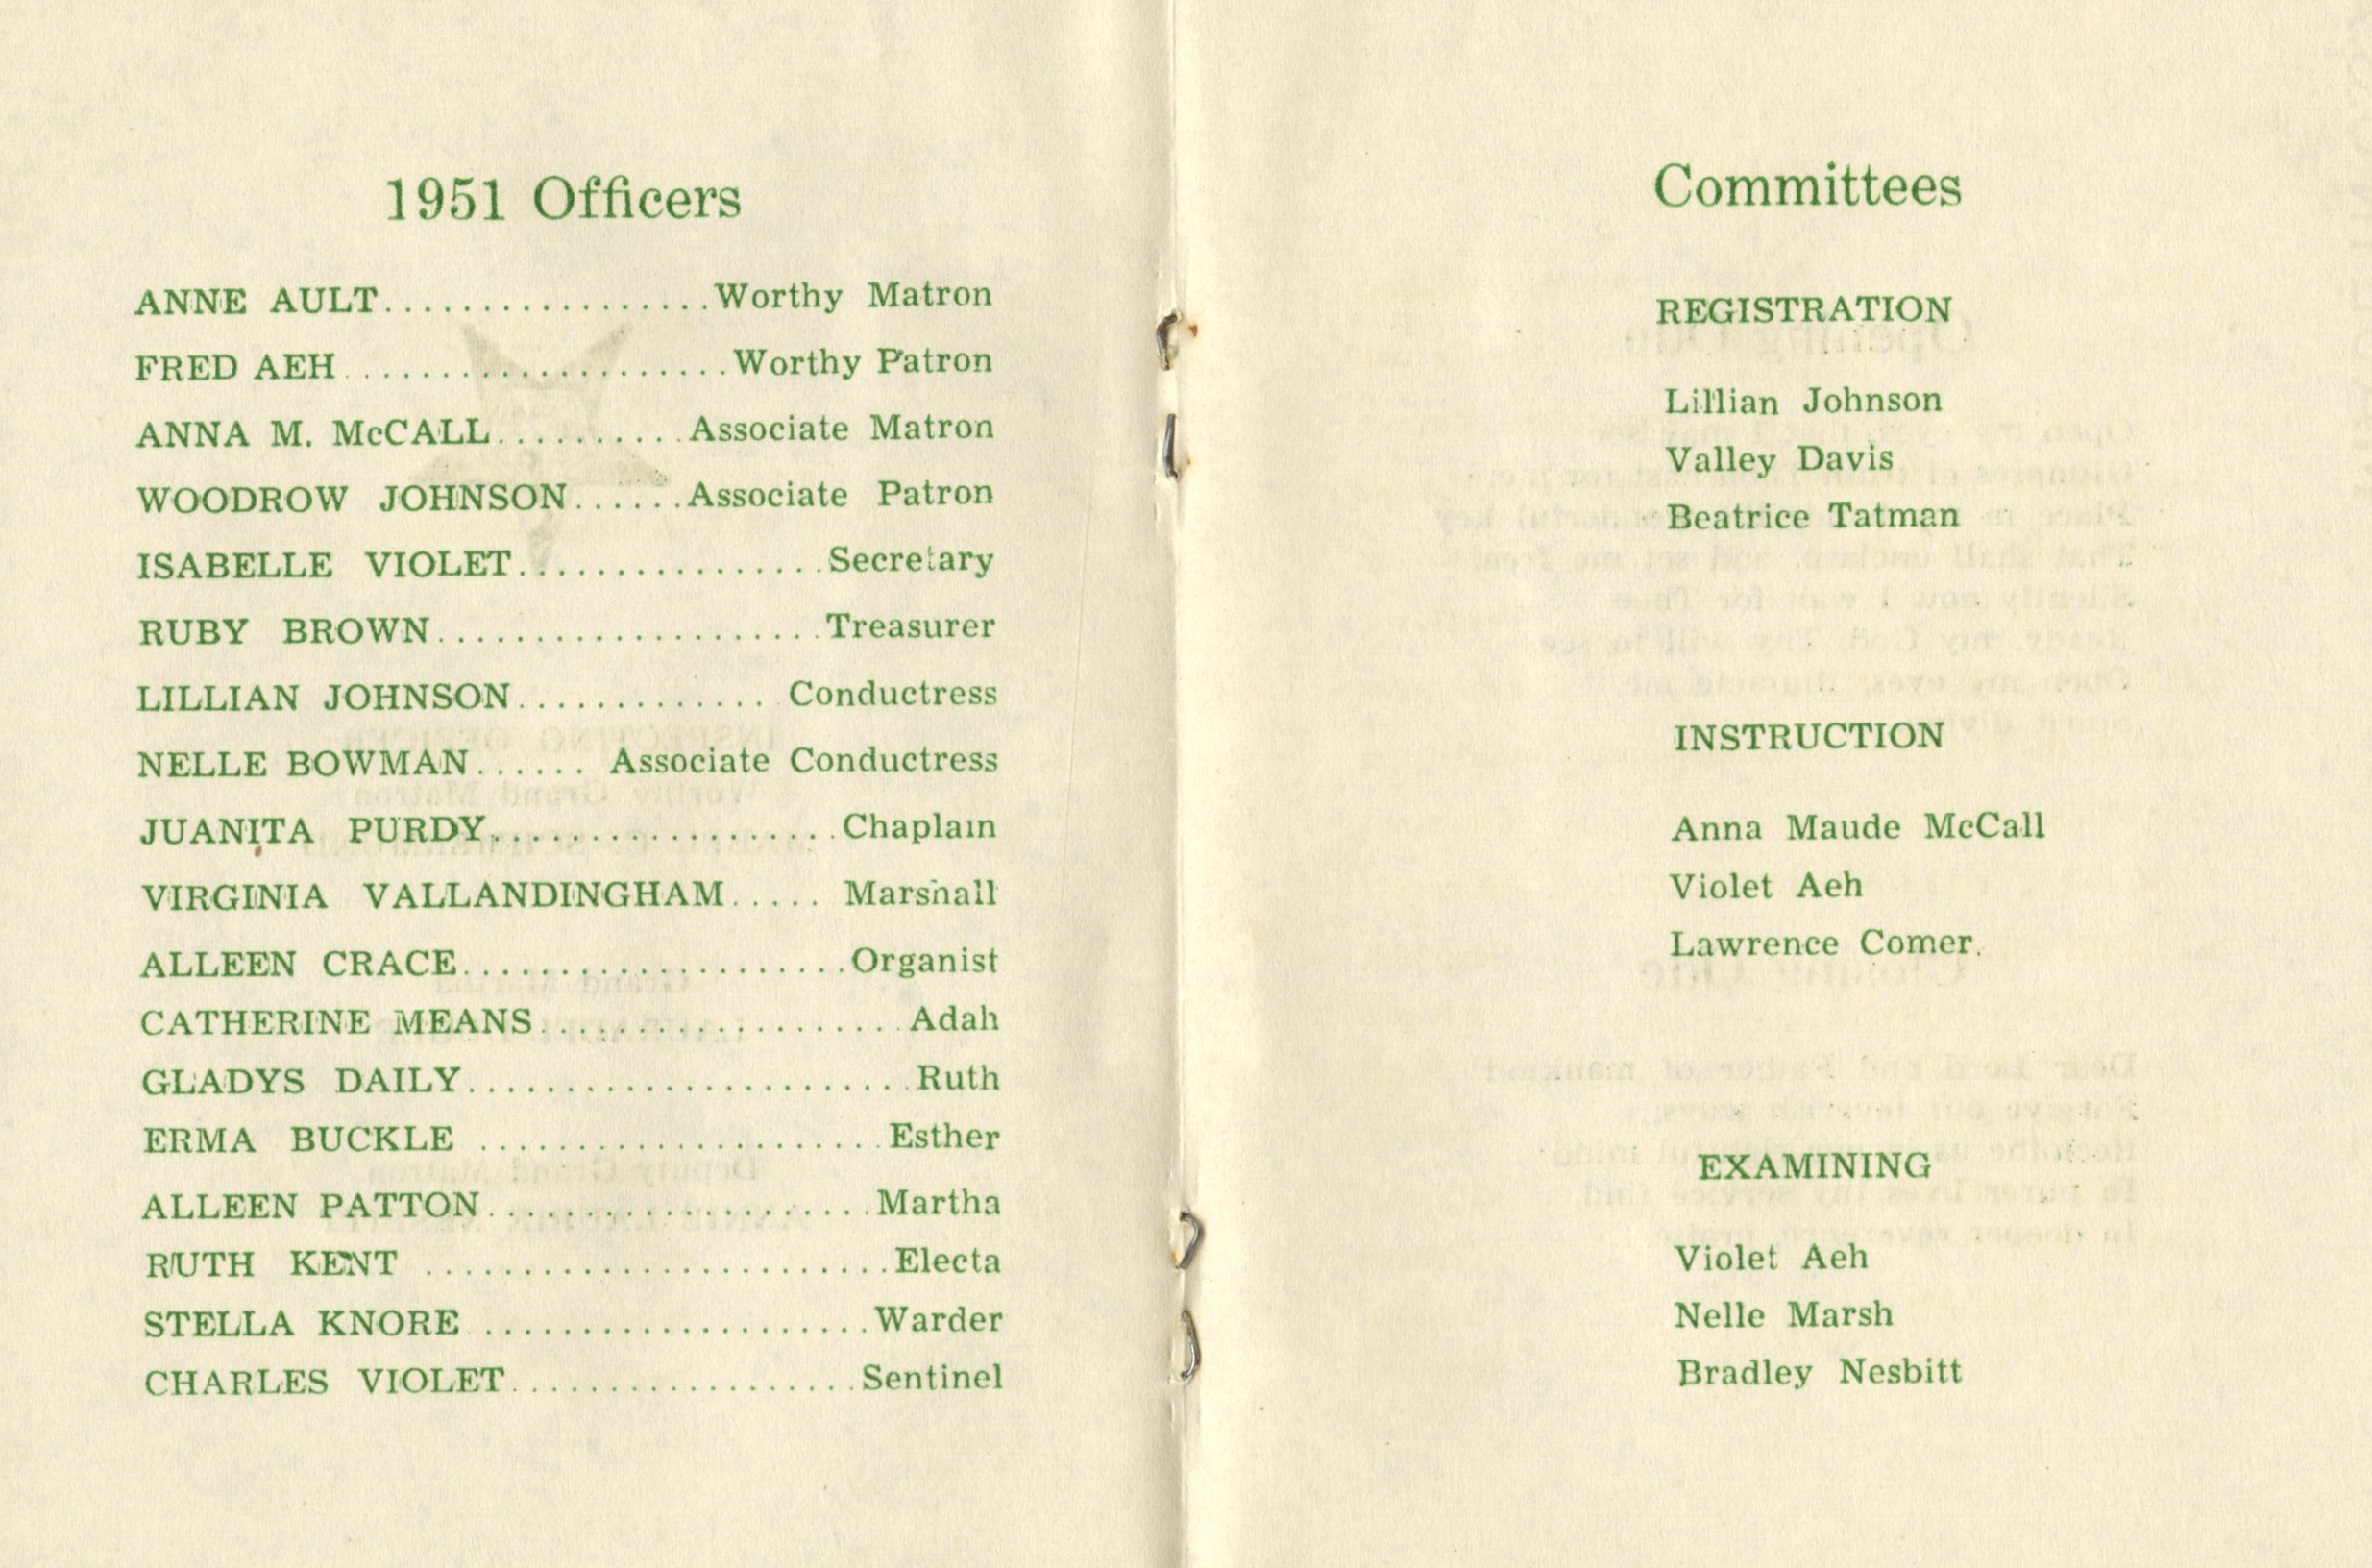 1951 Officers
ANNE AULT.................Worthy Matron
FRED AEH....................Worthy Patron
ANNA M. McCALL..........Associate Matron
WOODROW JOHNSON......Associate Patron
ISABELLE VIOLET................Secretary
RUBY BROWN....................Treasurer
LILLIAN JOHNSON............. Conductress
NELLE BOWMAN...... Associate Conductress
JUANITA PURDY..................Chaplain
VIRGINIA VALLANDINGHAM..... Marshall
ALLEEN CRACE....................Organist
CATHERINE MEANS...................Adah
GLADYS DAILY.......................Ruth
ERMA BUCKLE .....................Esther
ALLEEN PATTON....................Martha
RUTH KENT ........................Electa
STELLA KNORE ....................Warder
CHARLES VIOLET..................Sentinel
Committees
REGISTRATION
Lillian Johnson
Valley Davis
Beatrice Tatman
INSTRUCTION
Anna Maude McCall
Violet Aeh
Lawrence Comer.
EXAMINING
Violet Aeh
Nelle Marsh
Bradley Nesbitt